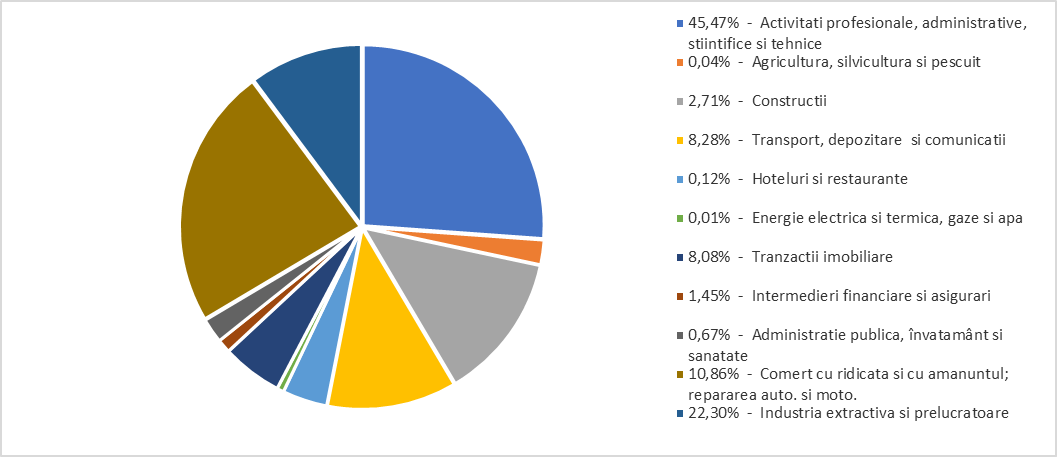 45,47% - Activitati profesionale, administrative,
stiintifice si tehnice
0,04% - Agricultura, silvicultura si pescuit
2,71% - Constructii
8,28% - Transport, depozitare si comunicatii
0,12% - Hoteluri si restaurante
0,01% - Energie electrica si termica, gaze si apa
8,08% - Tranzactii imobiliare
1,45% - Intermedieri financiare si asigurari
0,67% - Administratie publica, învatamânt si
sanatate
10,86% - Comert cu ridicata si cu amanuntul;
repararea auto. si moto.
22,30% - Industria extractiva si prelucratoare